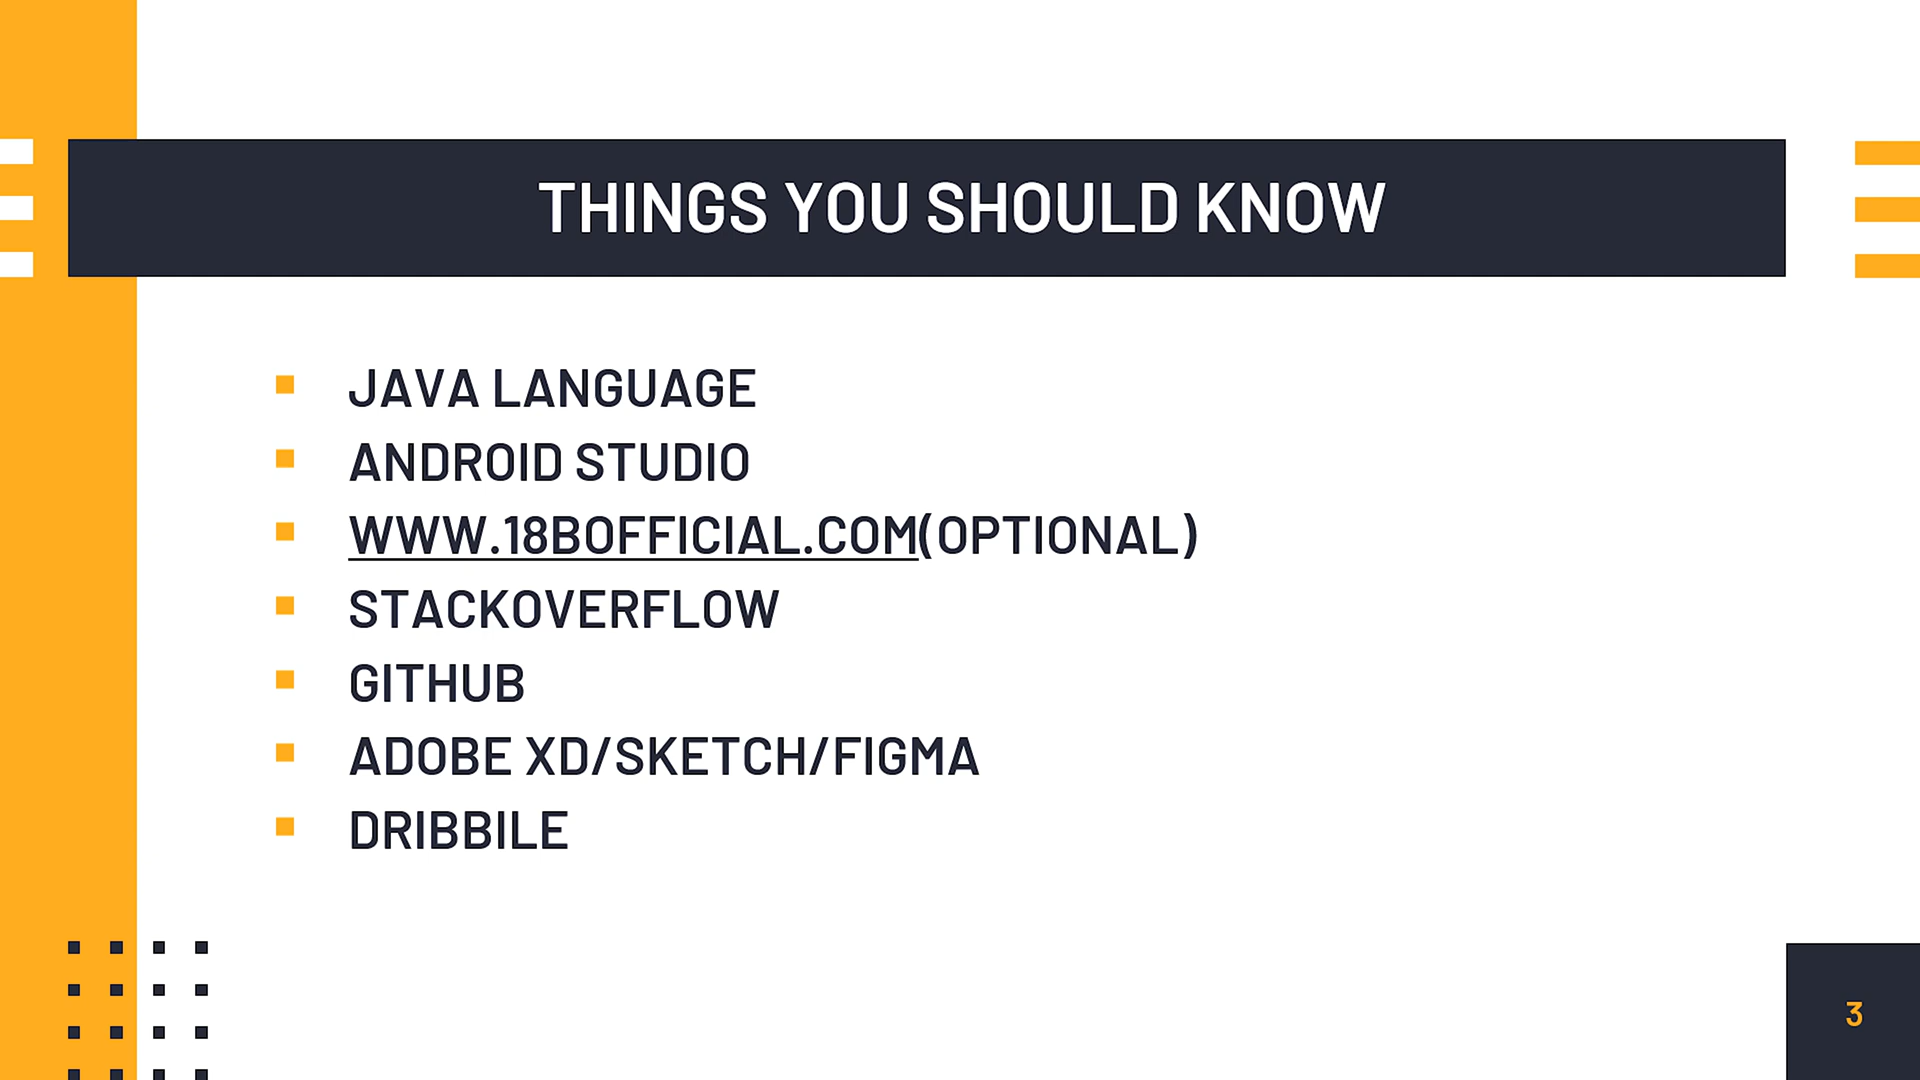 THINGS YOU SHOULD KNOW
JAVA LANGUAGE
ANDROID STUDIO
WWW.18BOFFICIAL.COM(OPTIONAL)
STACKOVERFLOW
GITHUB
ADOBE XD/SKETCH/FIGMA
DRIBBILE
3